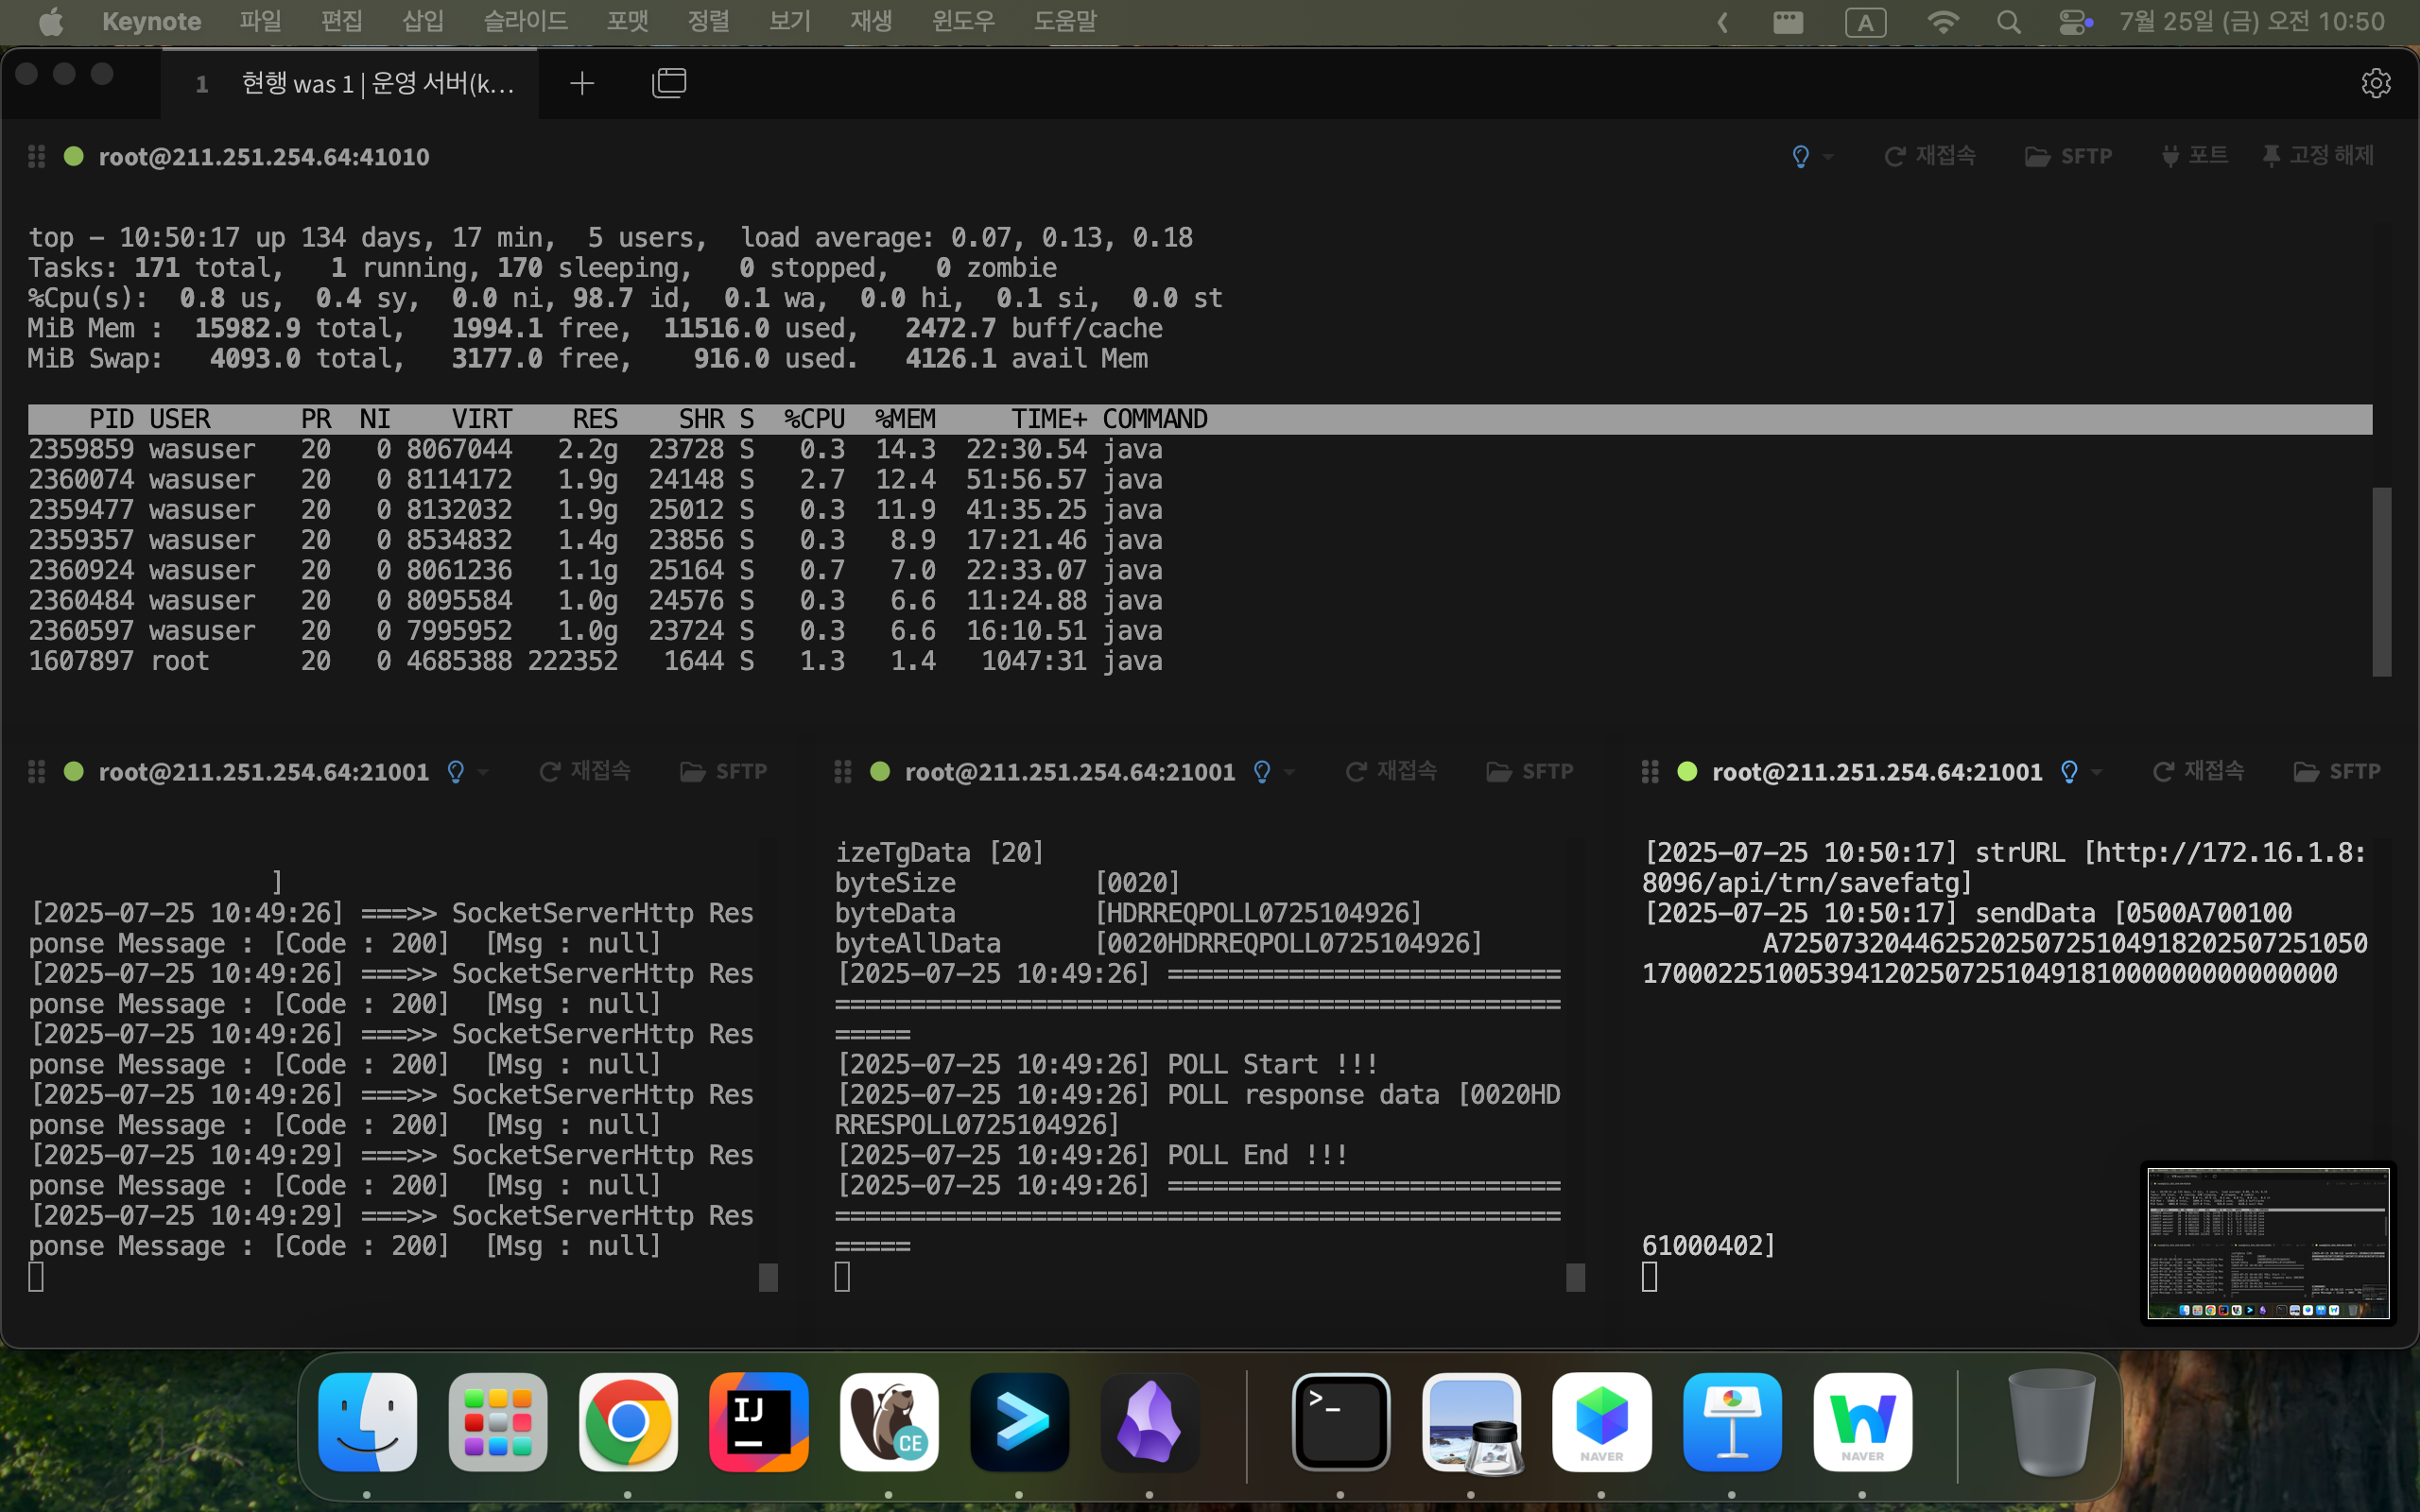 Keynote 파일 편집 삽입 슬라이드 포맷 정렬 보기 재생 윈도우 도움말 A 7월 25일 (금) 오전 10:50
1 현행 was 1 | 운영 서버(k...
root@211.251.254.64:41010 재접속 SFTP 포트 고정 해제
top – 10:50:17 up 134 days, 17 min, 5 users, load average: 0.07, 0.13, 0.18
Tasks: 171 total, 1 running, 170 sleeping, 0 stopped, 0 zombie
%Cpu(s): 0.8 us, 0.4 sy, 0.0 ni, 98.7 id, 0.1 wa, 0.0 hi, 0.1 si, 0.0 st
MiB Mem : 15982.9 total, 1994.1 free, 11516.0 used, 2472.7 buff/cache
MiB Swap: 4093.0 total, 3177.0 free, 916.0 used. 4126.1 avail Mem
PID USER PR NI VIRT RES SHR S %CPU %MEM TIME+ COMMAND
2359859 wasuser 20 0 8067044 2.2g 23728 S 0.3 14.3 22:30.54 java
2360074 wasuser 20 0 8114172 1.9g 24148 S 2.7 12.4 51:56.57 java
2359477 wasuser 20 0 8132032 1.9g 25012 S 0.3 11.9 41:35.25 java
2359357 wasuser 20 0 8534832 1.4g 23856 S 0.3 8.9 17:21.46 java
2360924 wasuser 20 0 8061236 1.1g 25164 S 0.7 7.0 22:33.07 java
2360484 wasuser 20 0 8095584 1.0g 24576 S 0.3 6.6 11:24.88 java
2360597 wasuser 20 0 7995952 1.0g 23724 S 0.3 6.6 16:10.51 java
1607897 root 20 0 4685388 222352 1644 S 1.3 1.4 1047:31 java
root@211.251.254.64:21001 재접속 SFTP
]
[2025-07-25 10:49:26] ===>> SocketServerHttp Res
ponse Message : [Code : 200] [Msg : null]
[2025-07-25 10:49:26] ===>> SocketServerHttp Res
ponse Message : [Code : 200] [Msg : null]
[2025-07-25 10:49:26] ===>> SocketServerHttp Res
ponse Message : [Code : 200] [Msg : null]
[2025-07-25 10:49:26] ===>> SocketServerHttp Res
ponse Message : [Code : 200] [Msg : null]
[2025-07-25 10:49:29] ===>> SocketServerHttp Res
ponse Message : [Code : 200] [Msg : null]
[2025-07-25 10:49:29] ===>> SocketServerHttp Res
ponse Message : [Code : 200] [Msg : null]
root@211.251.254.64:21001 재접속 SFTP
izeTgData [20]
byteSize [0020]
byteData [HDRREQPOLL0725104926]
byteAllData [0020HDRREQPOLL0725104926]
[2025-07-25 10:49:26] ==========================
================================================
=====
[2025-07-25 10:49:26] POLL Start !!!
[2025-07-25 10:49:26] POLL response data [0020HD
RRESPOLL0725104926]
[2025-07-25 10:49:26] POLL End !!!
[2025-07-25 10:49:26] ==========================
================================================
=====
root@211.251.254.64:21001 재접속 SFTP
[2025-07-25 10:50:17] strURL [http://172.16.1.8:
8096/api/trn/savefatg]
[2025-07-25 10:50:17] sendData [0500A700100
A7250732044625202507251049182025072510​50
1700022510053941202507251049181000000000000000
61000402]
IJ
CE
>_
NAVER
NAVER